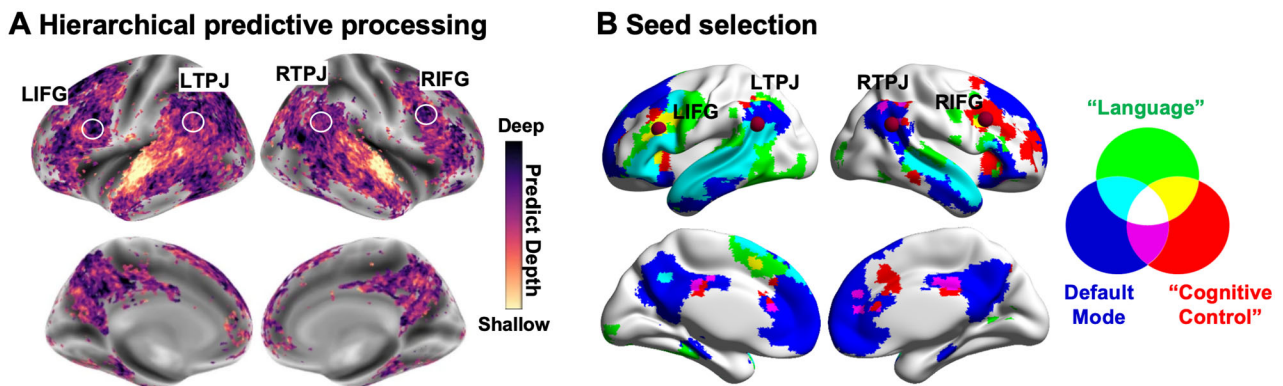 A Hierarchical predictive processing
LIFG
LTPJ
RTPJ
RIFG
Deep
Predict Depth
Shallow
B Seed selection
LIFG
LTPJ
RTPJ
RIFG
“Language”
Default
Mode
“Cognitive
Control”